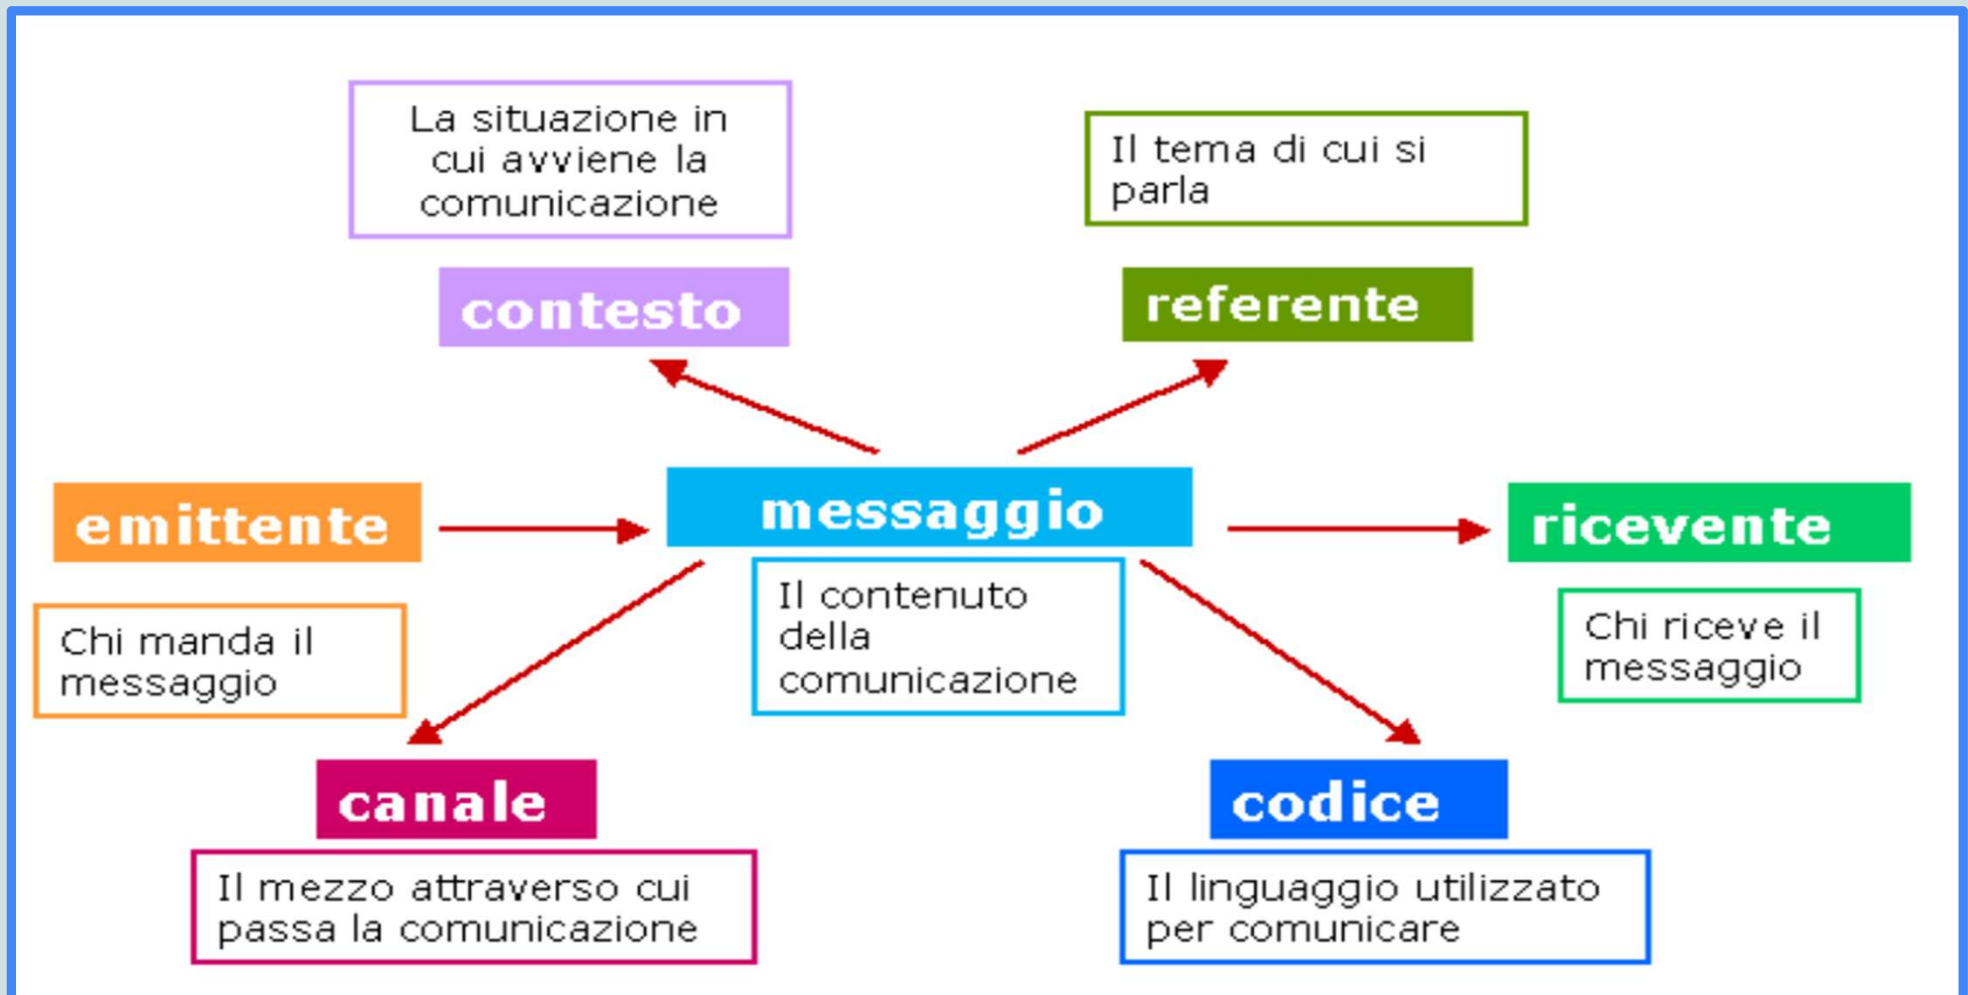 La situazione in
cui avviene la
comunicazione
contesto
Il tema di cui si
parla
referente
emittente
Chi manda il
messaggio
messaggio
Il contenuto
della
comunicazione
ricevente
Chi riceve il
messaggio
canale
Il mezzo attraverso cui
passa la comunicazione
codice
Il linguaggio utilizzato
per comunicare